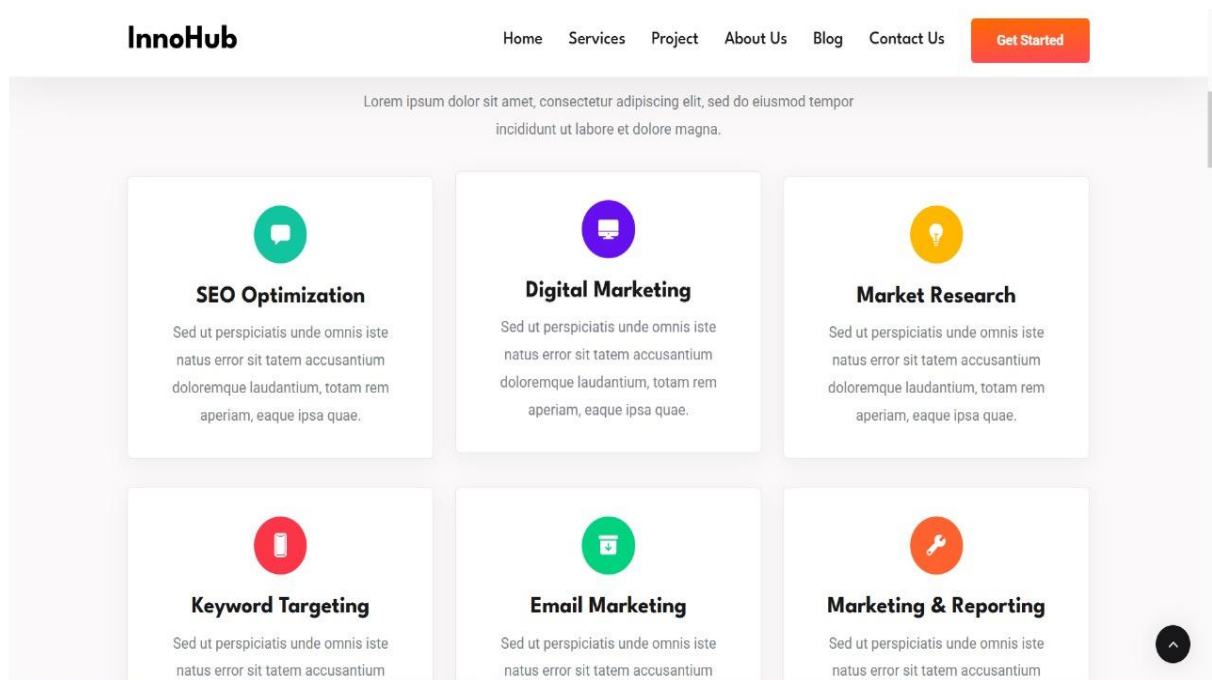 InnoHub
Home Services Project About Us Blog Contact Us Get Started
Lorem ipsum dolor sit amet, consectetur adipiscing elit, sed do eiusmod tempor
incididunt ut labore et dolore magna.
SEO Optimization
Sed ut perspiciatis unde omnis iste
natus error sit tatem accusantium
doloremque laudantium, totam rem
aperiam, eaque ipsa quae.
Digital Marketing
Sed ut perspiciatis unde omnis iste
natus error sit tatem accusantium
doloremque laudantium, totam rem
aperiam, eaque ipsa quae.
Market Research
Sed ut perspiciatis unde omnis iste
natus error sit tatem accusantium
doloremque laudantium, totam rem
aperiam, eaque ipsa quae.
Keyword Targeting
Sed ut perspiciatis unde omnis iste
natus error sit tatem accusantium
Email Marketing
Sed ut perspiciatis unde omnis iste
natus error sit tatem accusantium
Marketing & Reporting
Sed ut perspiciatis unde omnis iste
natus error sit tatem accusantium